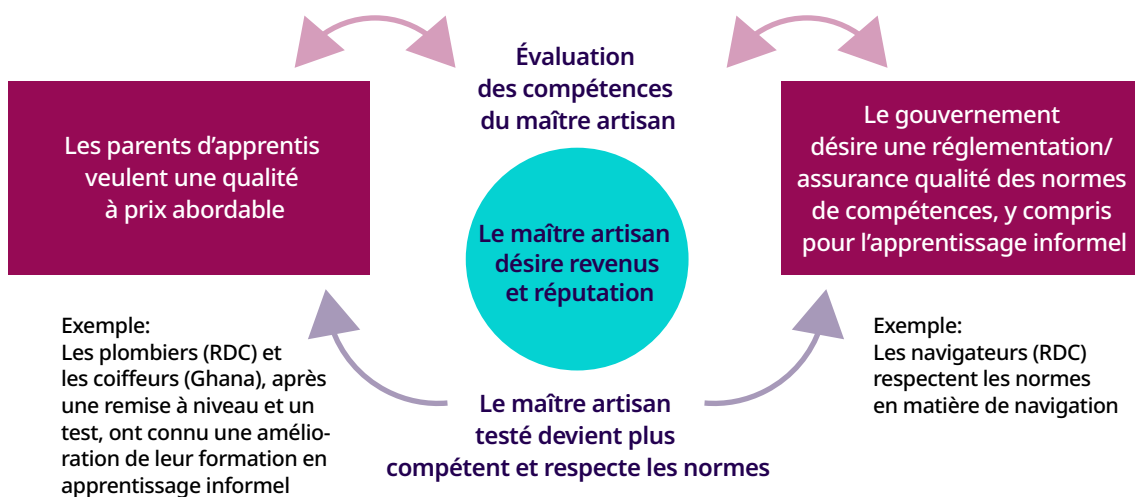 Évaluation
des compétences
du maître artisan
Les parents d’apprentis
veulent une qualité
à prix abordable
Le maître artisan
désire revenus
et réputation
Le gouvernement
désire une réglementation/
assurance qualité des normes
de compétences, y compris
pour l’apprentissage informel
Exemple:
Les plombiers (RDC) et
les coiffeurs (Ghana), après
une remise à niveau et un
test, ont connu une amélio-
ration de leur formation en
apprentissage informel
Le maître artisan
testé devient plus
compétent et respecte les normes
Exemple:
Les navigateurs (RDC)
respectent les normes
en matière de navigation